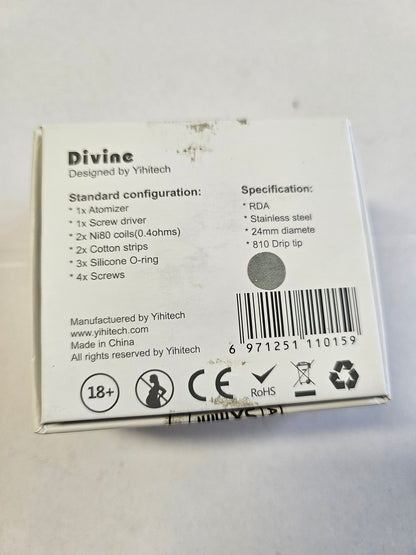 Divine
Designed by Yihitech
Standard configuration:
* 1x Atomizer
* 1x Screw driver
* 2x Ni80 coils(0.4ohms)
* 2x Cotton strips
* 3x Silicone O-ring
* 4x Screws
Specification:
* RDA
* Stainless steel
* 24mm diamete
* 810 Drip tip
Manufactuered by Yihitech
www.yihitech.com
Made in China
All rights reserved by Yihitech
6 971251 110159
18+
CE
RoHS